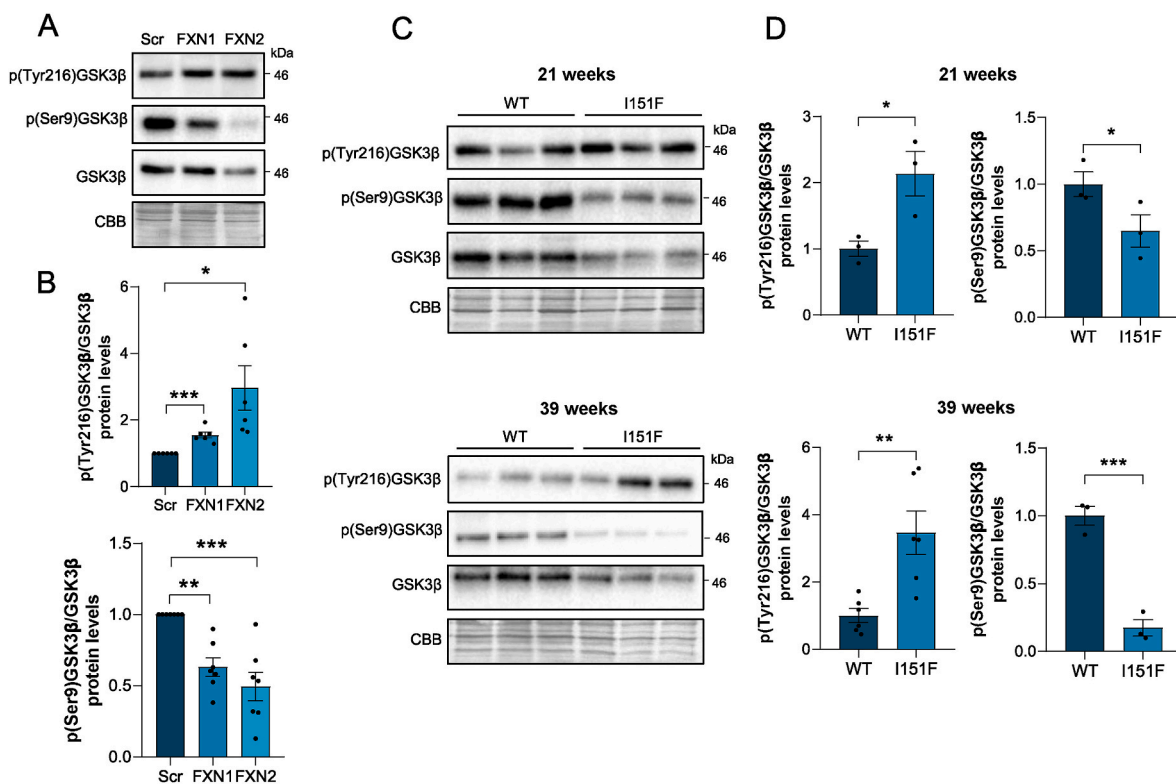 A
Scr FXN1 FXN2
kDa
p(Tyr216)GSK3β
46
p(Ser9)GSK3β
46
GSK3β
46
CBB
B
p(Tyr216)GSK3β/GSK3β
protein levels
6
4
2
0
*
***
Scr FXN1 FXN2
p(Ser9)GSK3β/GSK3β
protein levels
1.5
1.0
0.5
0.0
***
**
Scr FXN1 FXN2
C
21 weeks
WT I151F
kDa
p(Tyr216)GSK3β
46
p(Ser9)GSK3β
46
GSK3β
46
CBB
39 weeks
WT I151F
kDa
p(Tyr216)GSK3β
46
p(Ser9)GSK3β
46
GSK3β
46
CBB
D
21 weeks
p(Tyr216)GSK3β/GSK3β
protein levels
3
2
1
0
*
WT I151F
p(Ser9)GSK3β/GSK3β
protein levels
1.5
1.0
0.5
0.0
*
WT I151F
39 weeks
p(Tyr216)GSK3β/GSK3β
protein levels
6
4
2
0
**
WT I151F
p(Ser9)GSK3β/GSK3β
protein levels
1.5
1.0
0.5
0.0
***
WT I151F